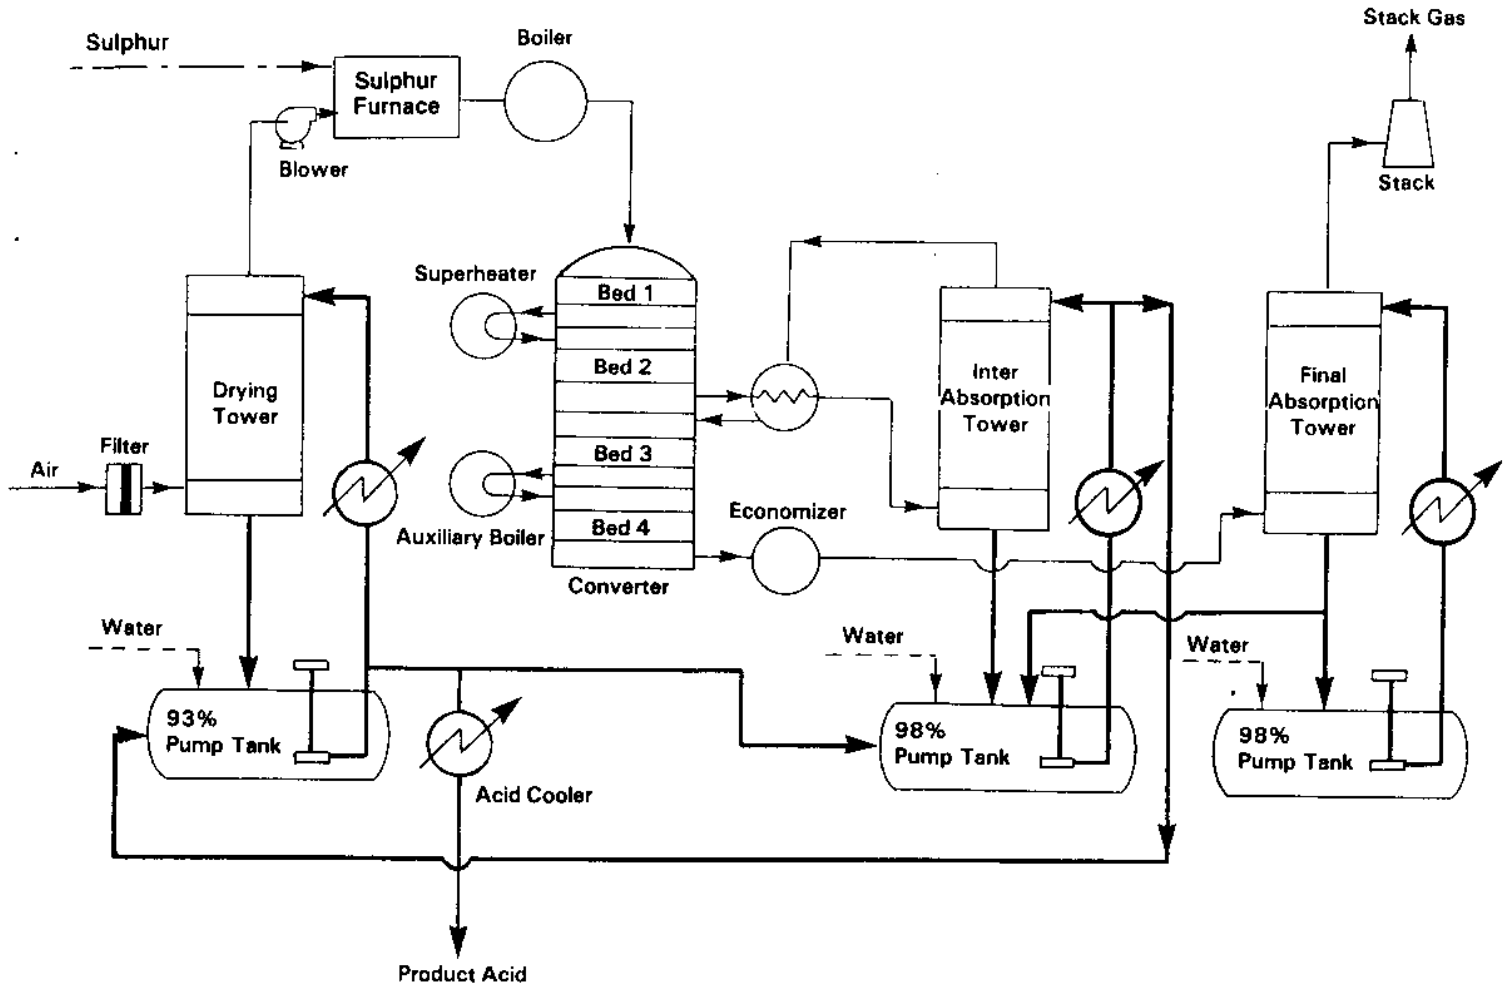 Stack Gas
Sulphur
Boiler
Sulphur
Furnace
Blower
Stack
Superheater
Bed 1
Bed 2
Drying
Tower
Inter
Absorption
Tower
Final
Absorption
Tower
Filter
Air
Bed 3
Auxiliary Boiler
Bed 4
Economizer
Converter
Water
Water
Water
93%
Pump Tank
98%
Pump Tank
98%
Pump Tank
Acid Cooler
Product Acid